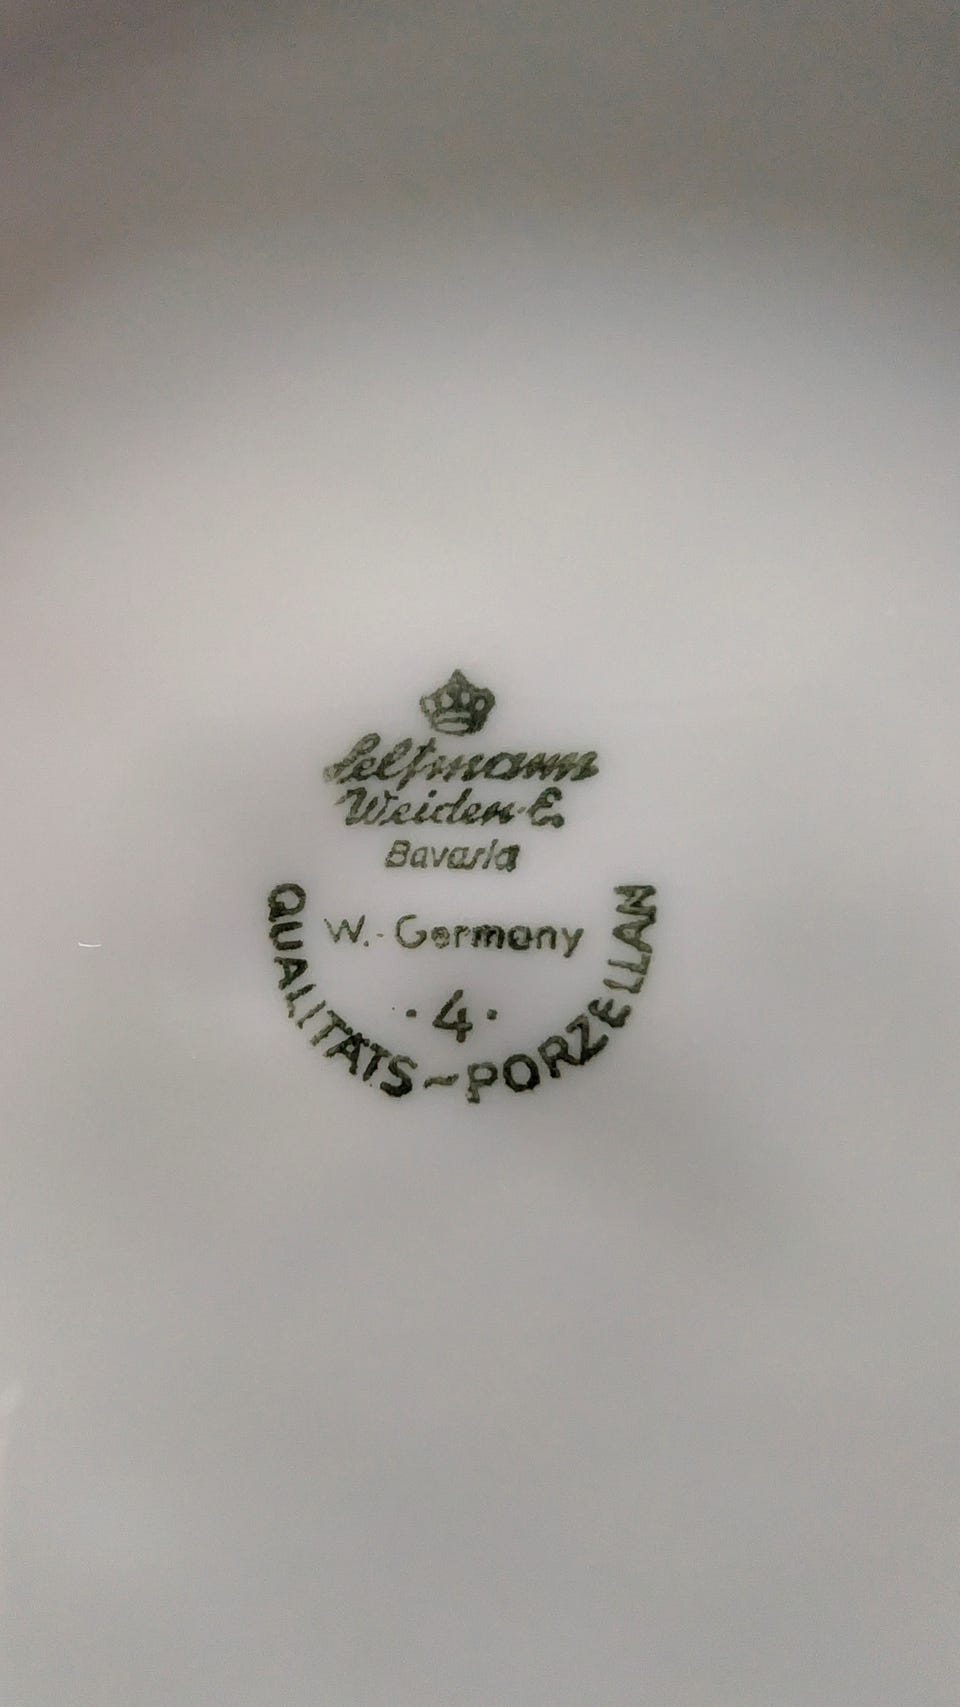 Seltmann
Weiden-E.
Bavaria
W.-Germany
·4·
QUALITÄTS-PORZELLAN